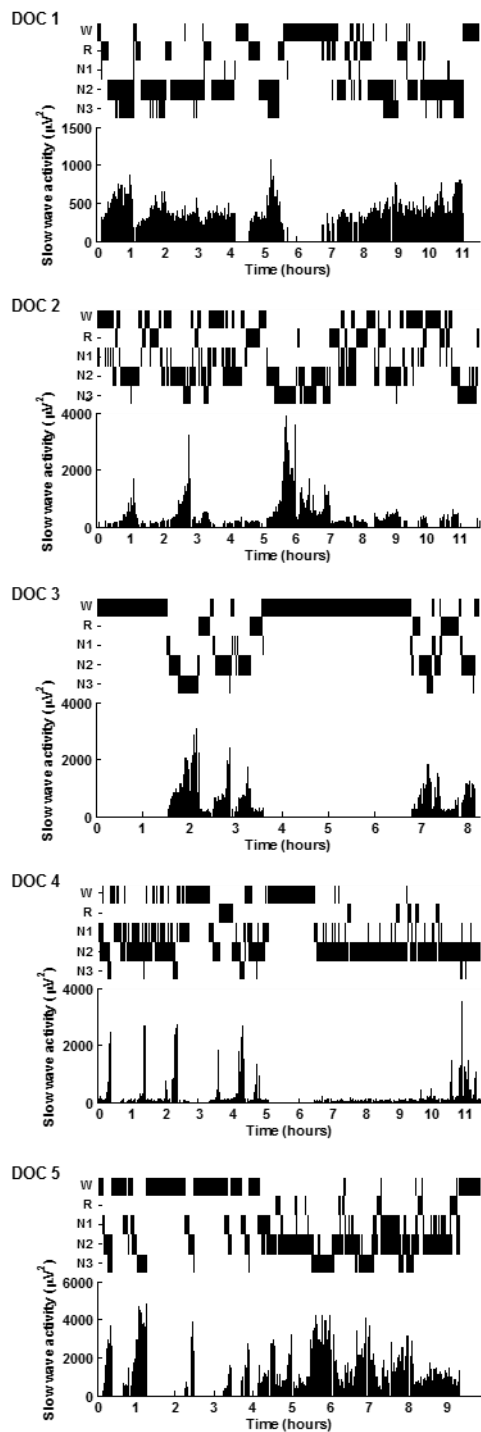 DOC 1
W
R
N1
N2
N3
Slow wave activity (µV²)
1500
1000
500
0
0 1 2 3 4 5 6 7 8 9 10 11
Time (hours)
DOC 2
W
R
N1
N2
N3
Slow wave activity (µV²)
4000
2000
0
0 1 2 3 4 5 6 7 8 9 10 11
Time (hours)
DOC 3
W
R
N1
N2
N3
Slow wave activity (µV²)
4000
2000
0
0 1 2 3 4 5 6 7 8
Time (hours)
DOC 4
W
R
N1
N2
N3
Slow wave activity (µV²)
4000
2000
0
0 1 2 3 4 5 6 7 8 9 10 11
Time (hours)
DOC 5
W
R
N1
N2
N3
Slow wave activity (µV²)
6000
4000
2000
0
0 1 2 3 4 5 6 7 8 9
Time (hours)